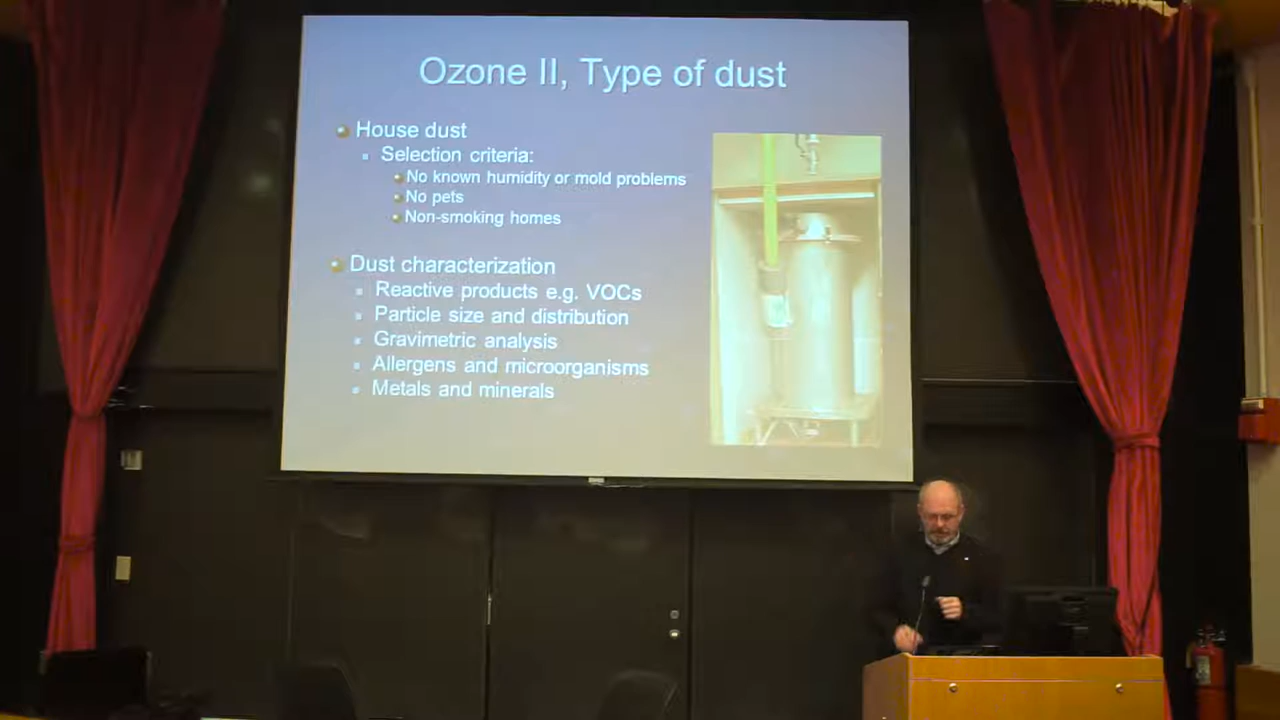 Ozone II, Type of dust
House dust
Selection criteria:
No known humidity or mold problems
No pets
Non-smoking homes
Dust characterization
Reactive products e.g. VOCs
Particle size and distribution
Gravimetric analysis
Allergens and microorganisms
Metals and minerals